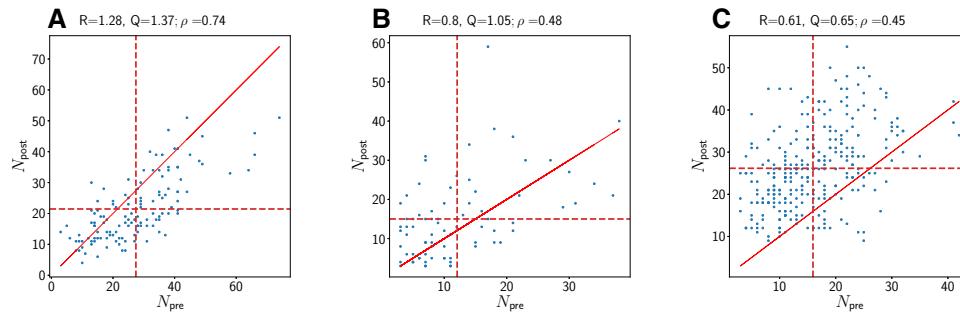 A R=1.28, Q=1.37; ρ =0.74
70
60
50
40
30
20
10
0
N_post
0 20 40 60
N_pre
B R=0.8, Q=1.05; ρ =0.48
60
50
40
30
20
10
N_post
10 20 30
N_pre
C R=0.61, Q=0.65; ρ =0.45
50
40
30
20
10
N_post
10 20 30 40
N_pre